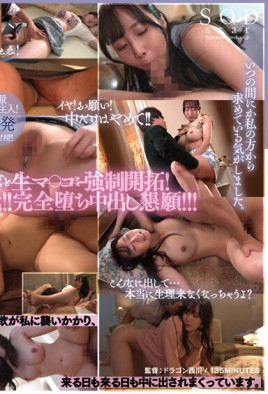 SOD
star
いつの間にか私の方から
求めている気がしました。
イヤ!お願い!
中だけはやめて!!
生マ○コを強制開拓!
!!完全堕ち中出し懇願!!!
こんなに出して…
本当に生理来なくなっちゃうよ?
欲が私に襲いかかり、
監督:ドラゴン西川/135MINUTES
来る日も来る日も中に出されまくっています。